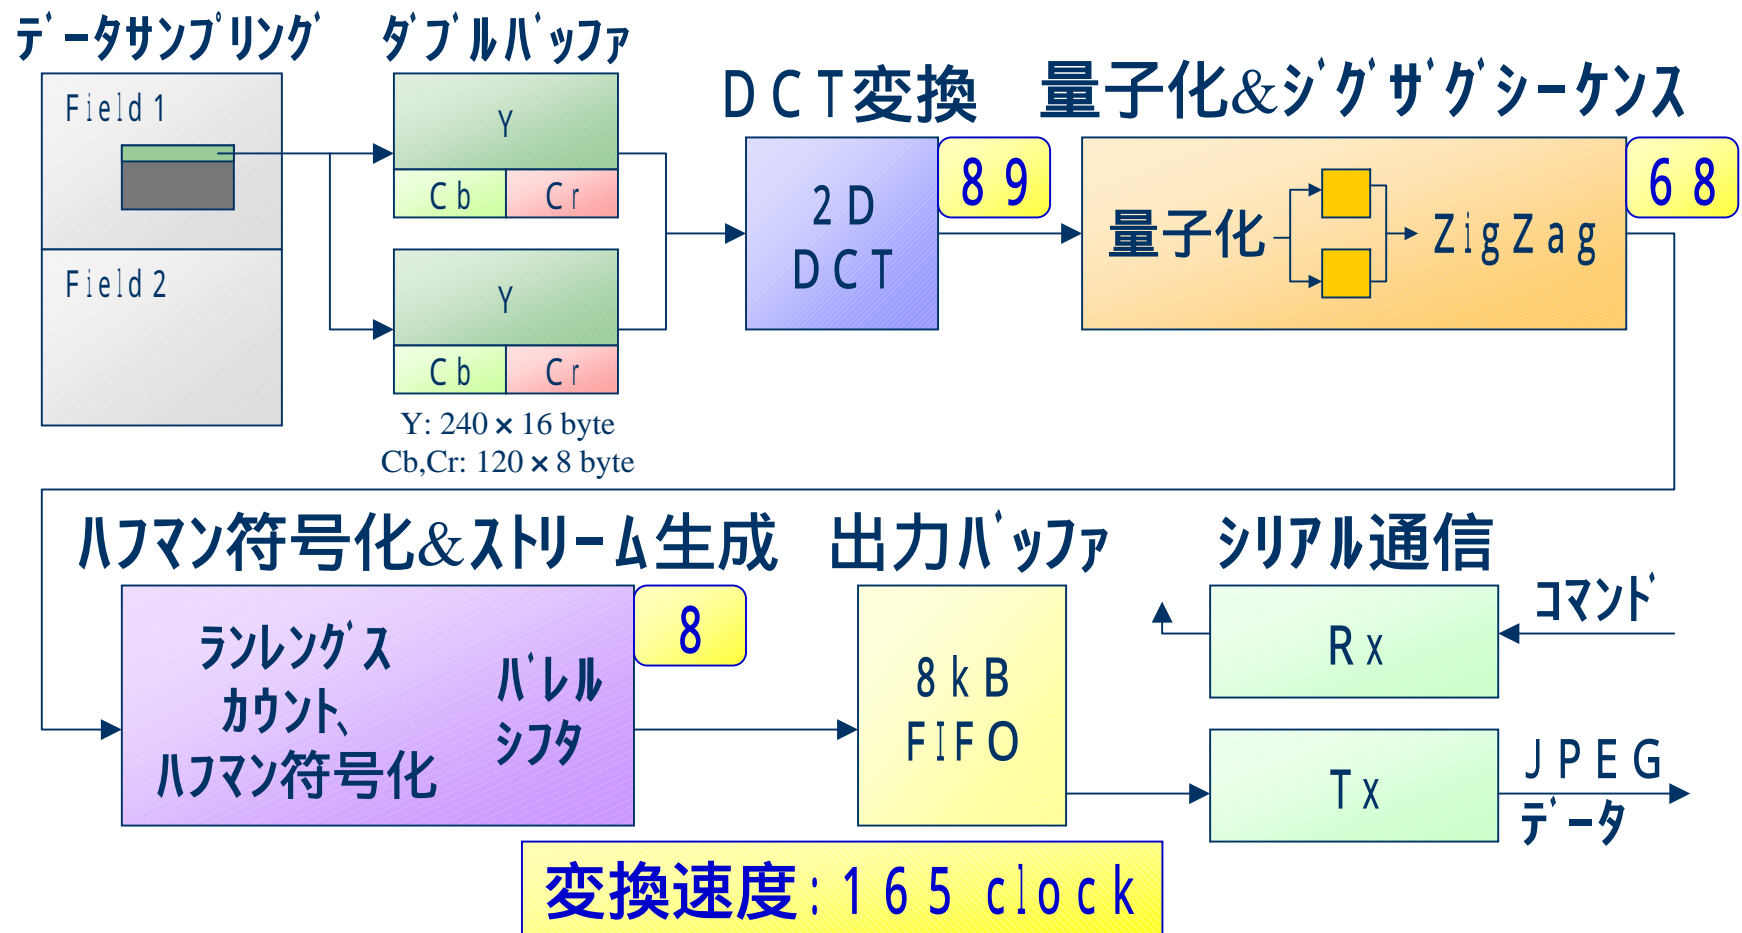 ﾃﾞｰﾀｻﾝﾌﾟﾘﾝｸﾞ
ﾀﾞﾌﾞﾙﾊﾞｯﾌｧ
DCT変換
量子化&ｼﾞｸﾞｻﾞｸﾞｼｰｹﾝｽ
Field1
Field2
Y
Cb Cr
Y
Cb Cr
Y: 240 × 16 byte
Cb,Cr: 120 × 8 byte
2D
DCT
89
量子化
ZigZag
68
ﾊﾌﾏﾝ符号化&ｽﾄﾘｰﾑ生成
出力ﾊﾞｯﾌｧ
ｼﾘｱﾙ通信
ﾗﾝﾚﾝｸﾞｽ
ｶｳﾝﾄ、
ﾊﾌﾏﾝ符号化
ﾊﾞﾚﾙ
ｼﾌﾀ
8
8kB
FIFO
Rx
ｺﾏﾝﾄﾞ
Tx
JPEG
ﾃﾞｰﾀ
変換速度:165 clock